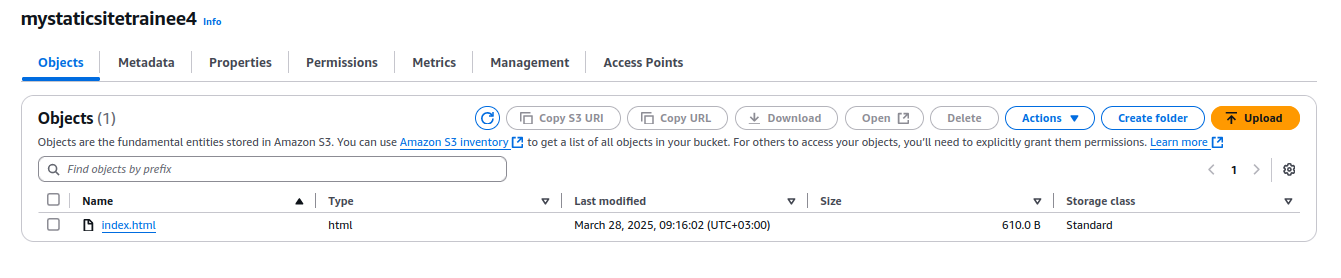 mystaticsitetrainee4 Info
Objects Metadata Properties Permissions Metrics Management Access Points
Objects (1) Copy S3 URI Copy URL Download Open Delete Actions Create folder Upload
Objects are the fundamental entities stored in Amazon S3. You can use Amazon S3 inventory to get a list of all objects in your bucket. For others to access your objects, you'll need to explicitly grant them permissions. Learn more
Find objects by prefix 1
Name Type Last modified Size Storage class
index.html html March 28, 2025, 09:16:02 (UTC+03:00) 610.0 B Standard